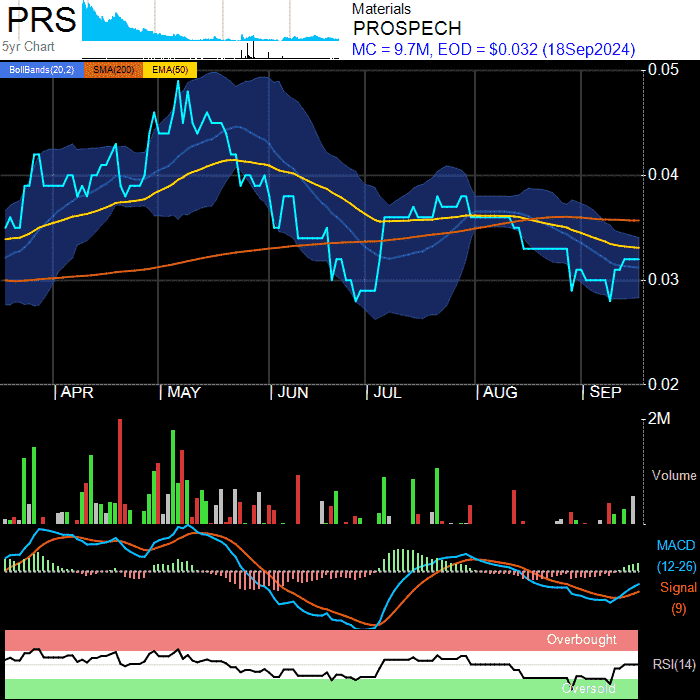 PRS
5yr Chart
Materials
PROSPECH
MC = 9.7M, EOD = $0.032 (18Sep2024)
BollBands(20,2) SMA(200) EMA(50)
0.05
0.04
0.03
0.02
APR MAY JUN JUL AUG SEP
2M
Volume
MACD
(12-26)
Signal
(9)
Overbought
RSI(14)
Oversold